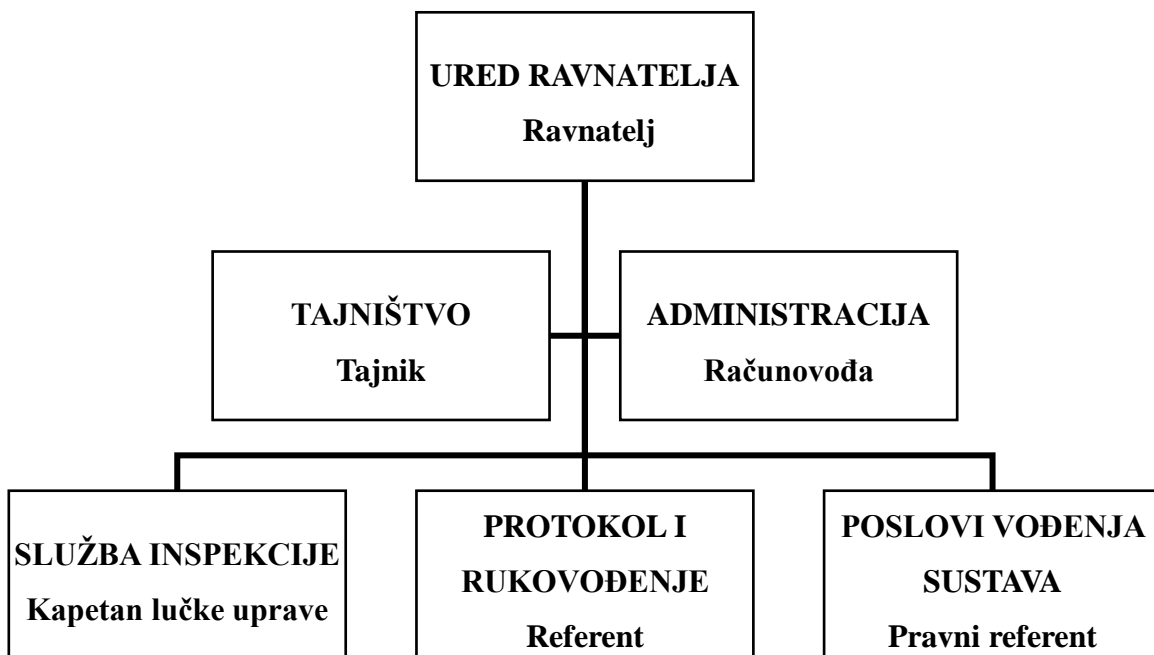 URED RAVNATELJA
Ravnatelj
TAJNIŠTVO
Tajnik
ADMINISTRACIJA
Računovođa
SLUŽBA INSPEKCIJE
Kapetan lučke uprave
PROTOKOL I
RUKOVOĐENJE
Referent
POSLOVI VOĐENJA
SUSTAVA
Pravni referent